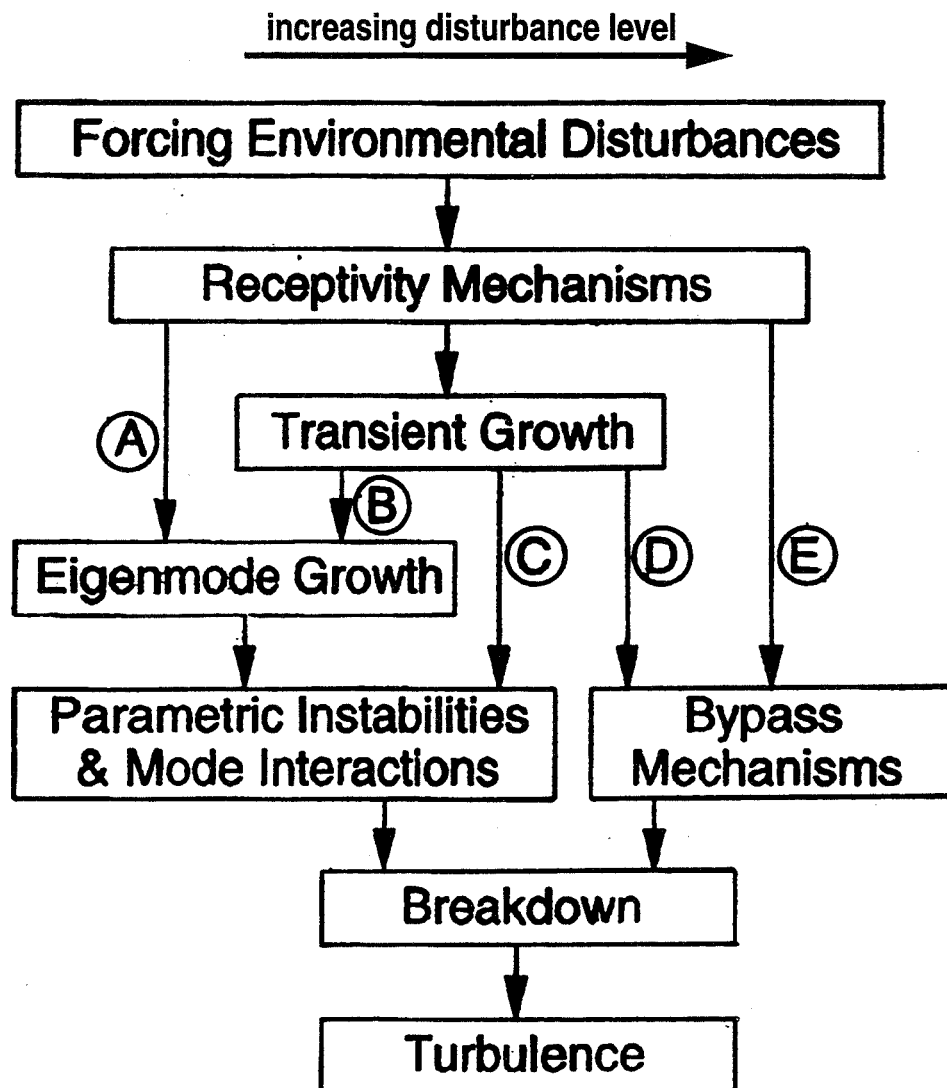 increasing disturbance level
Forcing Environmental Disturbances
Receptivity Mechanisms
A
Transient Growth
B
Eigenmode Growth
C
D
E
Parametric Instabilities
& Mode Interactions
Bypass
Mechanisms
Breakdown
Turbulence